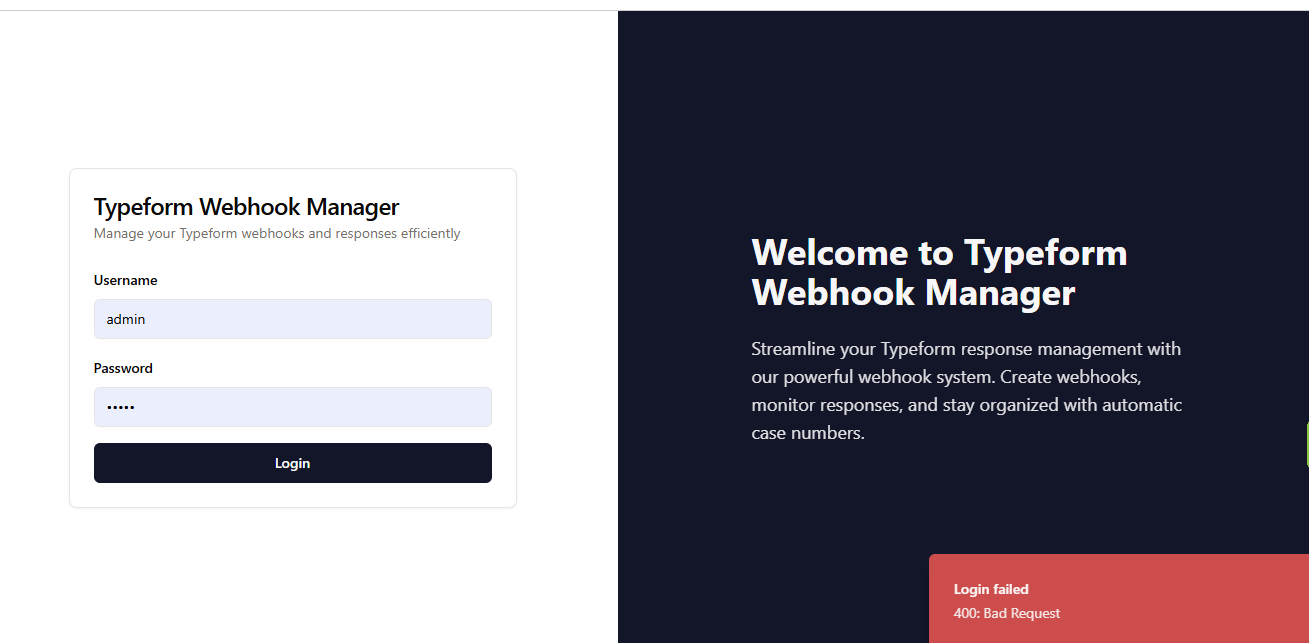 Typeform Webhook Manager
Manage your Typeform webhooks and responses efficiently
Username
admin
Password
•••••
Login
Welcome to Typeform
Webhook Manager
Streamline your Typeform response management with
our powerful webhook system. Create webhooks,
monitor responses, and stay organized with automatic
case numbers.
Login failed
400: Bad Request